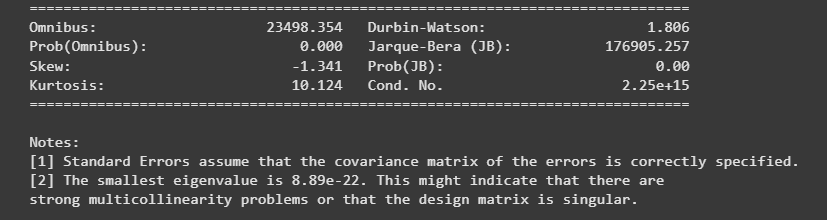 ==============================================================================
Omnibus:                    23498.354   Durbin-Watson:                   1.806
Prob(Omnibus):                  0.000   Jarque-Bera (JB):           176905.257
Skew:                          -1.341   Prob(JB):                         0.00
Kurtosis:                      10.124   Cond. No.                     2.25e+15
==============================================================================
Notes:
[1] Standard Errors assume that the covariance matrix of the errors is correctly specified.
[2] The smallest eigenvalue is 8.89e-22. This might indicate that there are
strong multicollinearity problems or that the design matrix is singular.